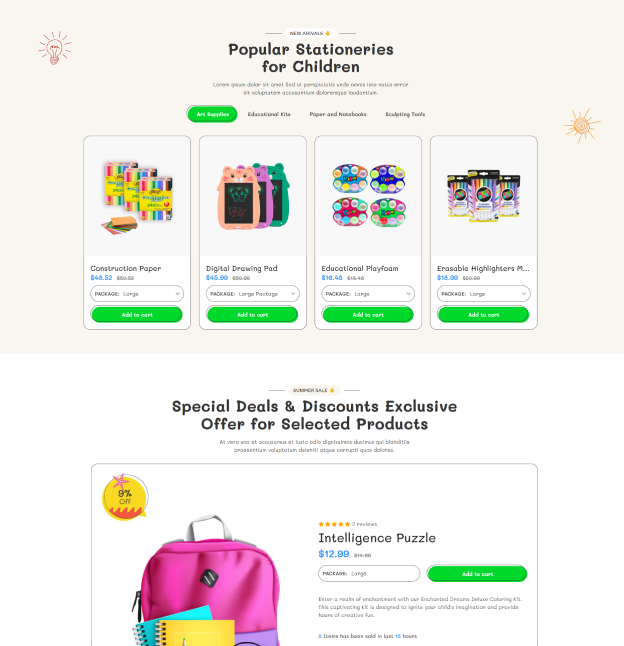 NEW ARIVALS
Popular Stationeries
for Children
Lorem ipsum dolor sit amet Sed ut perspiciatis unde omnis iste natus error
sit voluptatem accusantium doloremque laudantium.
Art Supplies Educational Kits Paper and Notebooks Sculpting Tools
Construction Paper
$48.52 $50.52
PACKAGE: Large
Add to cart
Digital Drawing Pad
$45.99 $50.99
PACKAGE: Large Package
Add to cart
Educational Playfoam
$16.48 $18.48
PACKAGE: Large
Add to cart
Erasable Highlighters M...
$18.99 $20.99
PACKAGE: Large
Add to cart
SUMMER SALE
Special Deals & Discounts Exclusive
Offer for Selected Products
At vero eos et accusamus et iusto odio dignissimos ducimus qui blanditiis
praesentium voluptatum deleniti atque corrupti quos dolores.
9%
Off
2 reviews
Intelligence Puzzle
$12.99 $14.99
PACKAGE: Large
Add to cart
Enter a realm of enchantment with our Enchanted Dreams Deluxe Coloring Kit.
This captivating kit is designed to ignite your child's imagination and provide
hours of creative fun.
Items has been sold in last 16 hours